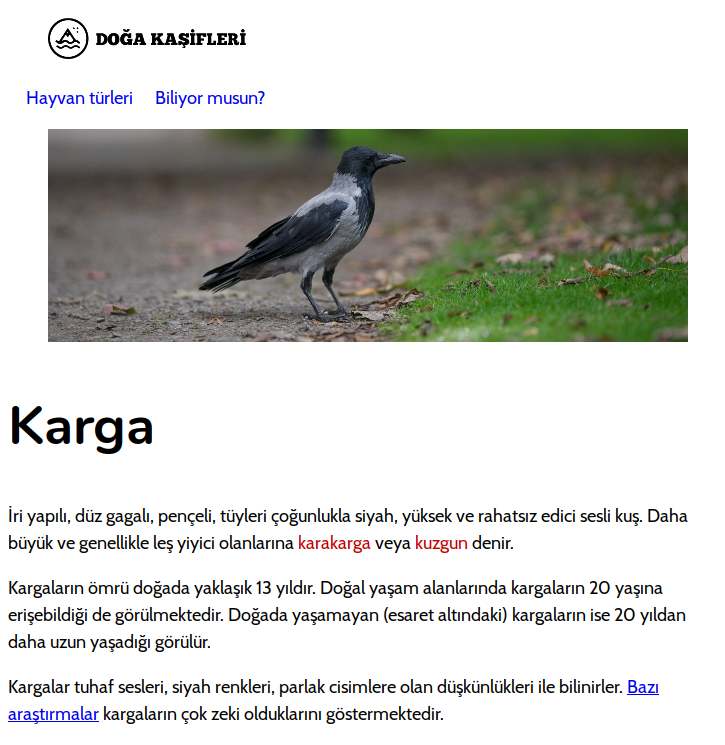 DOĞA KAŞİFLERİ
Hayvan türleri Biliyor musun?
Karga
İri yapılı, düz gagalı, pençeli, tüyleri çoğunlukla siyah, yüksek ve rahatsız edici sesli kuş. Daha
büyük ve genellikle leş yiyici olanlarına karakarga veya kuzgun denir.
Kargaların ömrü doğada yaklaşık 13 yıldır. Doğal yaşam alanlarında kargaların 20 yaşına
erişebildiği de görülmektedir. Doğada yaşamayan (esaret altındaki) kargaların ise 20 yıldan
daha uzun yaşadığı görülür.
Kargalar tuhaf sesleri, siyah renkleri, parlak cisimlere olan düşkünlükleri ile bilinirler. Bazı
araştırmalar kargaların çok zeki olduklarını göstermektedir.